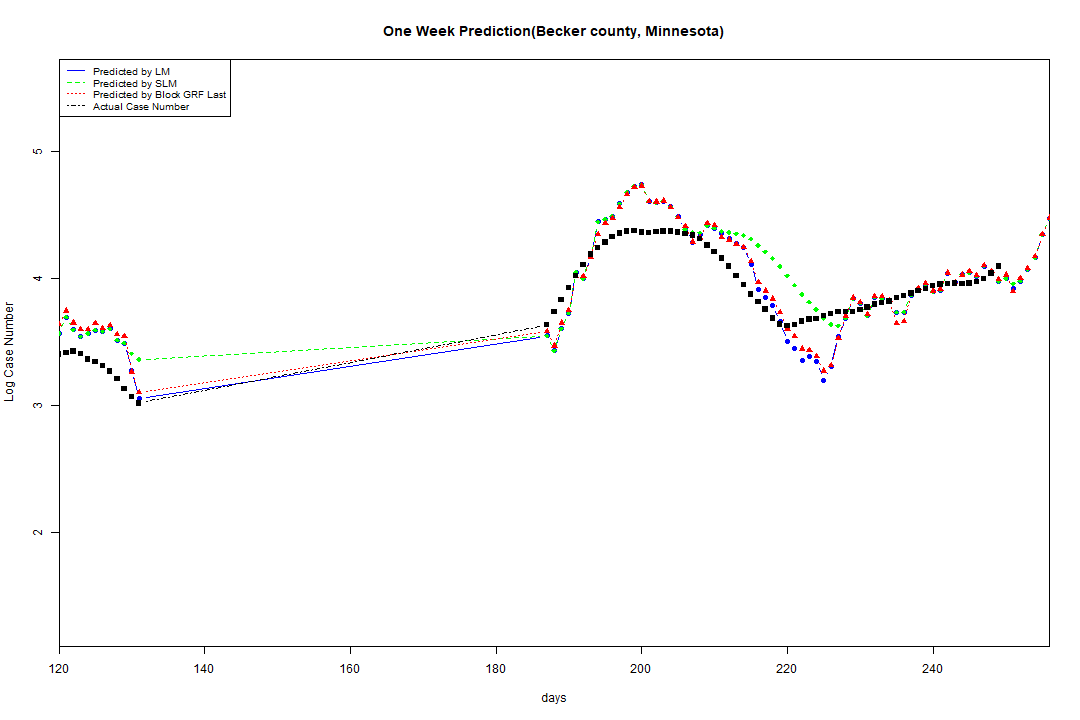 One Week Prediction(Becker county, Minnesota)
Predicted by LM
Predicted by SLM
Predicted by Block GRF Last
Actual Case Number
5
4
3
2
Log Case Number
120 140 160 180 200 220 240
days